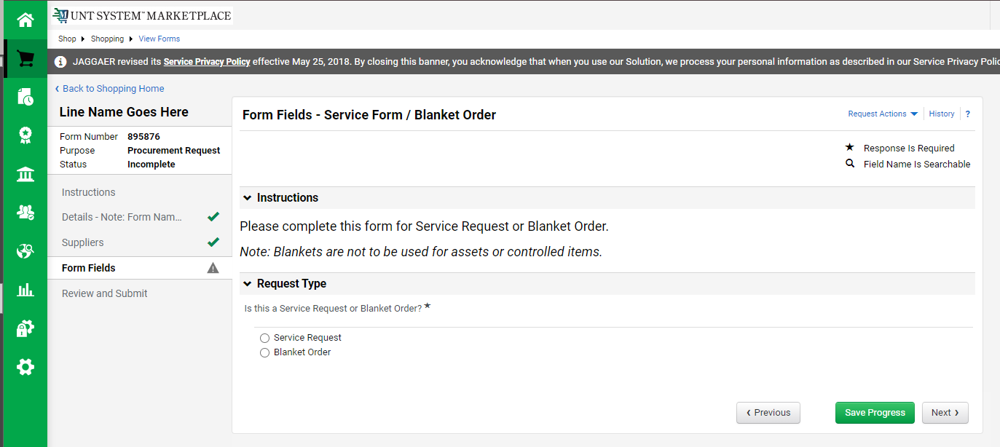 UNT SYSTEM™ MARKETPLACE
Shop Shopping View Forms
JAGGAER revised its Service Privacy Policy effective May 25, 2018. By closing this banner, you acknowledge that when you use our Solution, we process your personal information as described in our Service Privacy Polic
Back to Shopping Home
Line Name Goes Here
Form Number 895876
Purpose Procurement Request
Status Incomplete
Instructions
Details - Note: Form Nam...
Suppliers
Form Fields
Review and Submit
Form Fields - Service Form / Blanket Order
Request Actions History ?
★ Response Is Required
Field Name Is Searchable
Instructions
Please complete this form for Service Request or Blanket Order.
Note: Blankets are not to be used for assets or controlled items.
Request Type
Is this a Service Request or Blanket Order? ★
Service Request
Blanket Order
‹ Previous
Save Progress
Next ›